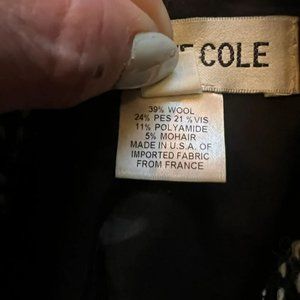 COLE
39% WOOL
24% PES 21 % VIS
11% POLYAMIDE
5% MOHAIR
MADE IN U.S.A. OF
IMPORTED FABRIC
FROM FRANCE